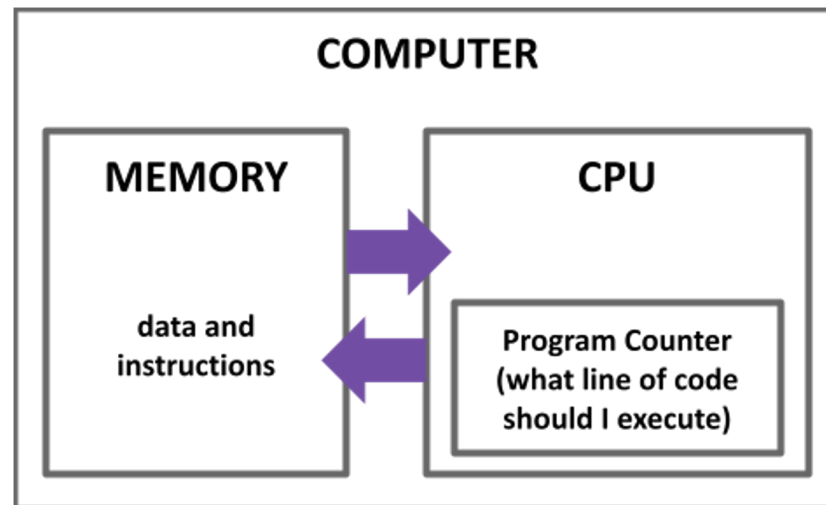 COMPUTER
MEMORY
data and
instructions
CPU
Program Counter
(what line of code
should I execute)